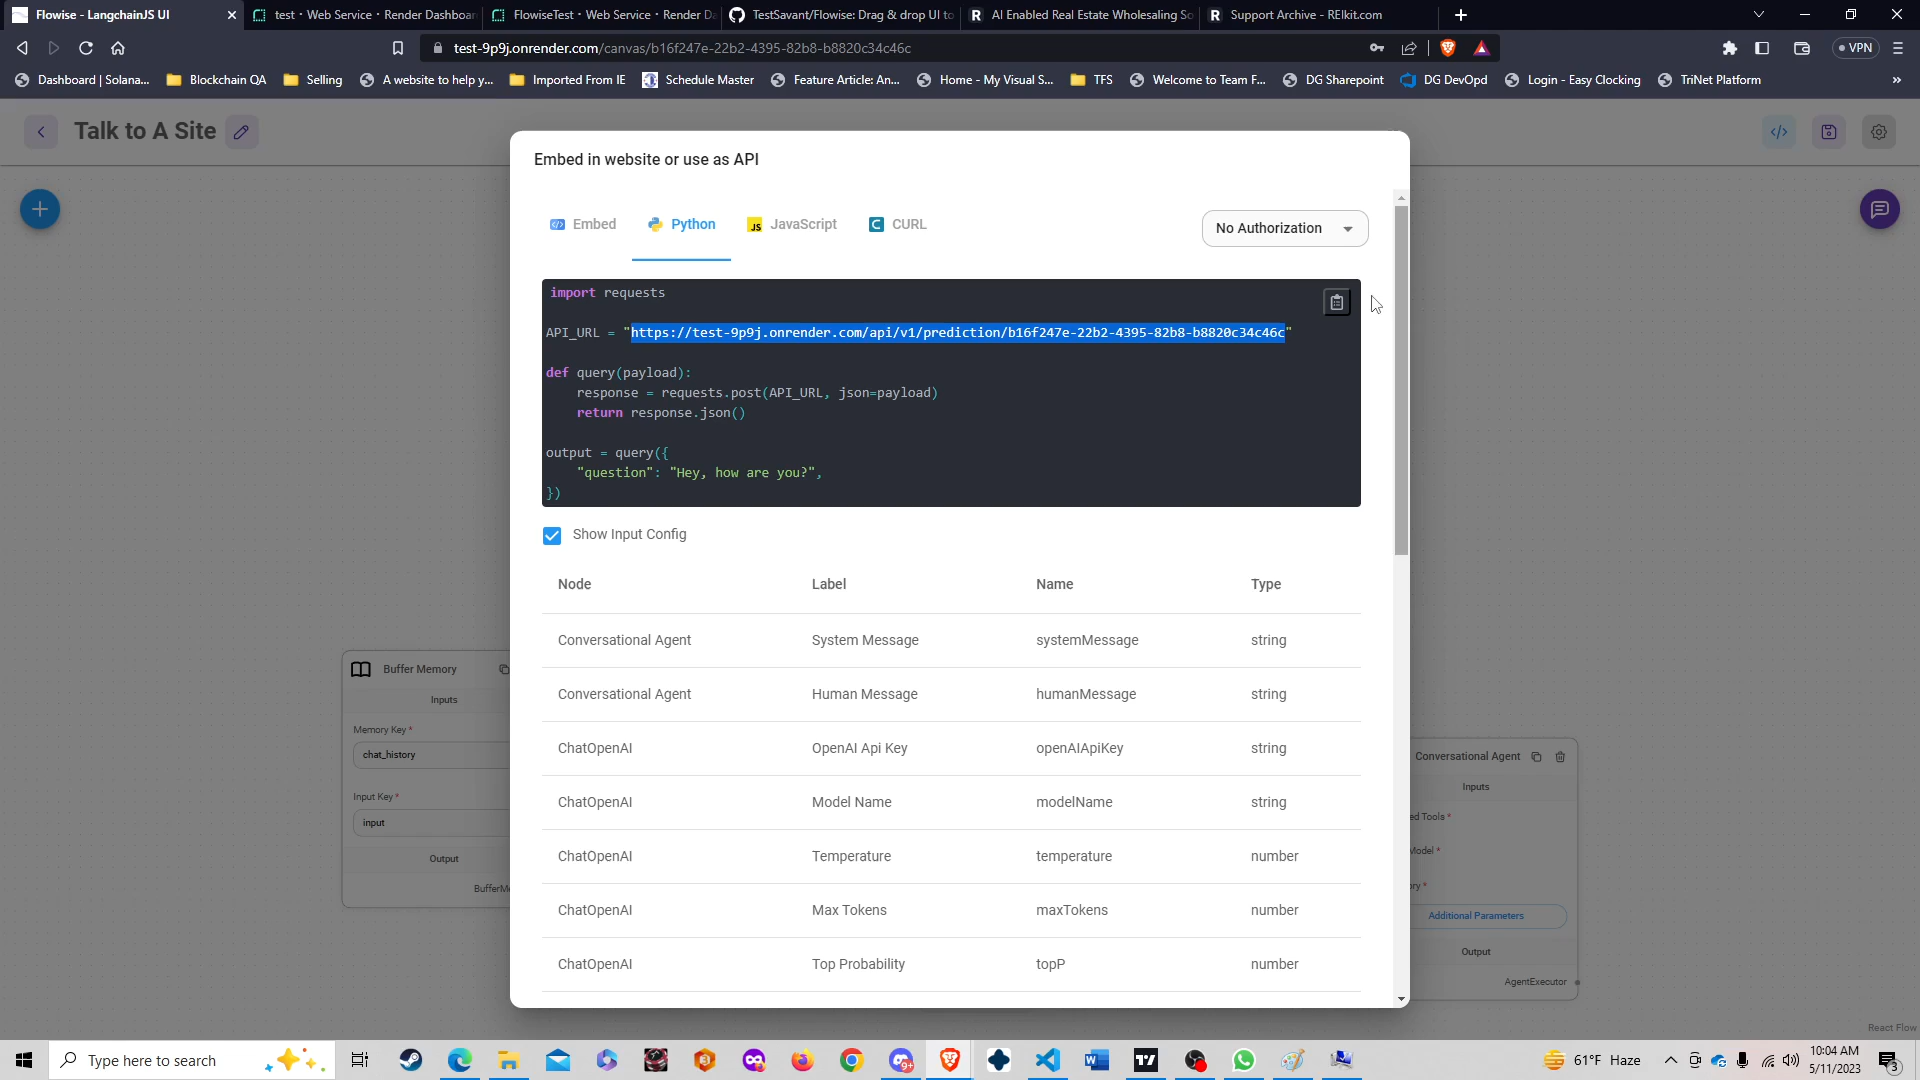 Flowise - LangchainJS UI
test · Web Service · Render Dashboar
FlowiseTest · Web Service · Render D
TestSavant/Flowise: Drag & drop UI to
AI Enabled Real Estate Wholesaling So
Support Archive - REIkit.com
test-9p9j.onrender.com/canvas/b16f247e-22b2-4395-82b8-b8820c34c46c
VPN
Dashboard | Solana...
Blockchain QA
Selling
A website to help y...
Imported From IE
Schedule Master
Feature Article: An...
Home - My Visual S...
TFS
Welcome to Team F...
DG Sharepoint
DG DevOpd
Login - Easy Clocking
TriNet Platform
»
Talk to A Site
Embed in website or use as API
Embed
Python
JavaScript
CURL
No Authorization
import requests
API_URL = "https://test-9p9j.onrender.com/api/v1/prediction/b16f247e-22b2-4395-82b8-b8820c34c46c"
def query(payload):
response = requests.post(API_URL, json=payload)
return response.json()
output = query({
"question": "Hey, how are you?",
})
Show Input Config
Node Label Name Type
Conversational Agent System Message systemMessage string
Conversational Agent Human Message humanMessage string
ChatOpenAI OpenAI Api Key openAIApiKey string
ChatOpenAI Model Name modelName string
ChatOpenAI Temperature temperature number
ChatOpenAI Max Tokens maxTokens number
ChatOpenAI Top Probability topP number
Buffer Memory
Inputs
Memory Key *
chat_history
Input Key *
input
Output
BufferMe
Conversational Agent
Inputs
ed Tools *
Model *
ory *
Additional Parameters
Output
AgentExecutor
React Flow
Type here to search
9+
61°F Haze
10:04 AM
5/11/2023
3